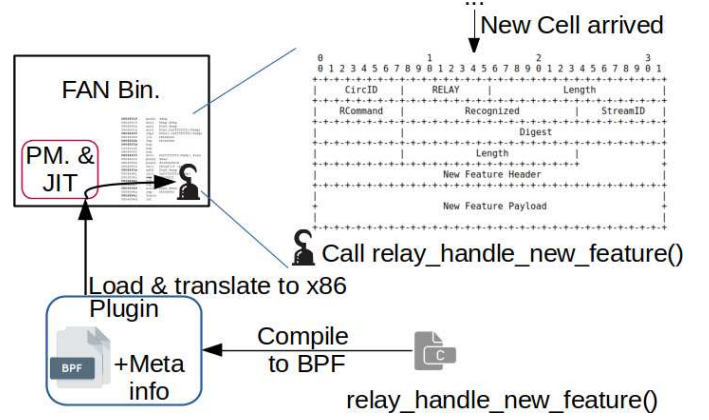 ...
New Cell arrived
0 1 2 3
0 1 2 3 4 5 6 7 8 9 0 1 2 3 4 5 6 7 8 9 0 1 2 3 4 5 6 7 8 9 0 1
CircID | RELAY | Length
RCommand | Recognized | StreamID
Digest
Length
New Feature Header
New Feature Payload
Call relay_handle_new_feature()
FAN Bin.
PM. &
JIT
Load & translate to x86
Plugin
BPF
+Meta
info
Compile
to BPF
C
relay_handle_new_feature()